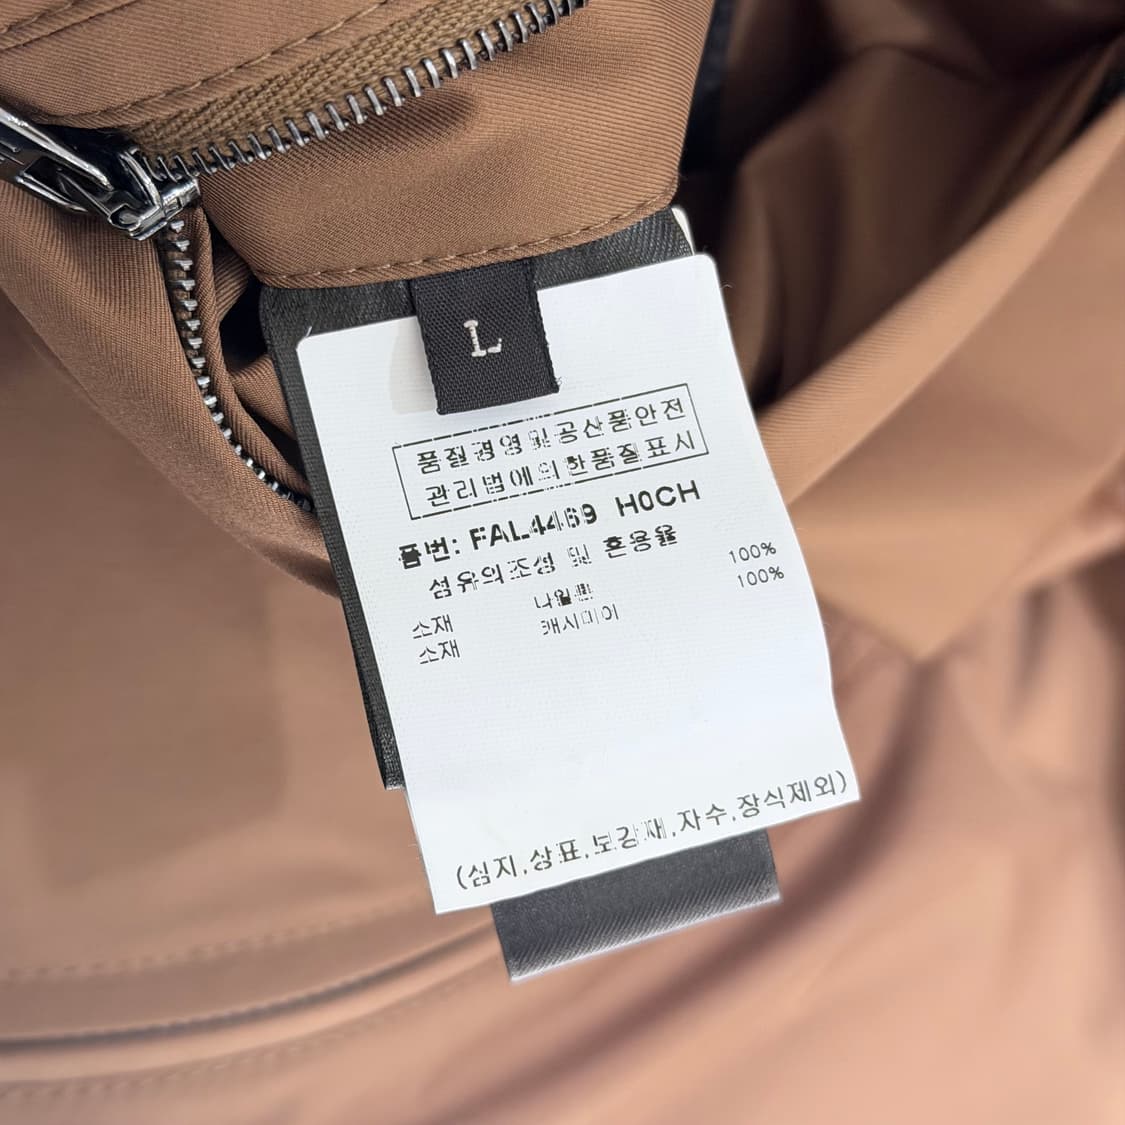 L
품질경영 및 공산품안전
관리법에 의한품질표시
품번: FAL4469 H0CH
섬유의조성 및 혼용율
소재 나일론 100%
소재 캐시미어 100%
(심지,상표,보강재,자수,장식제외)